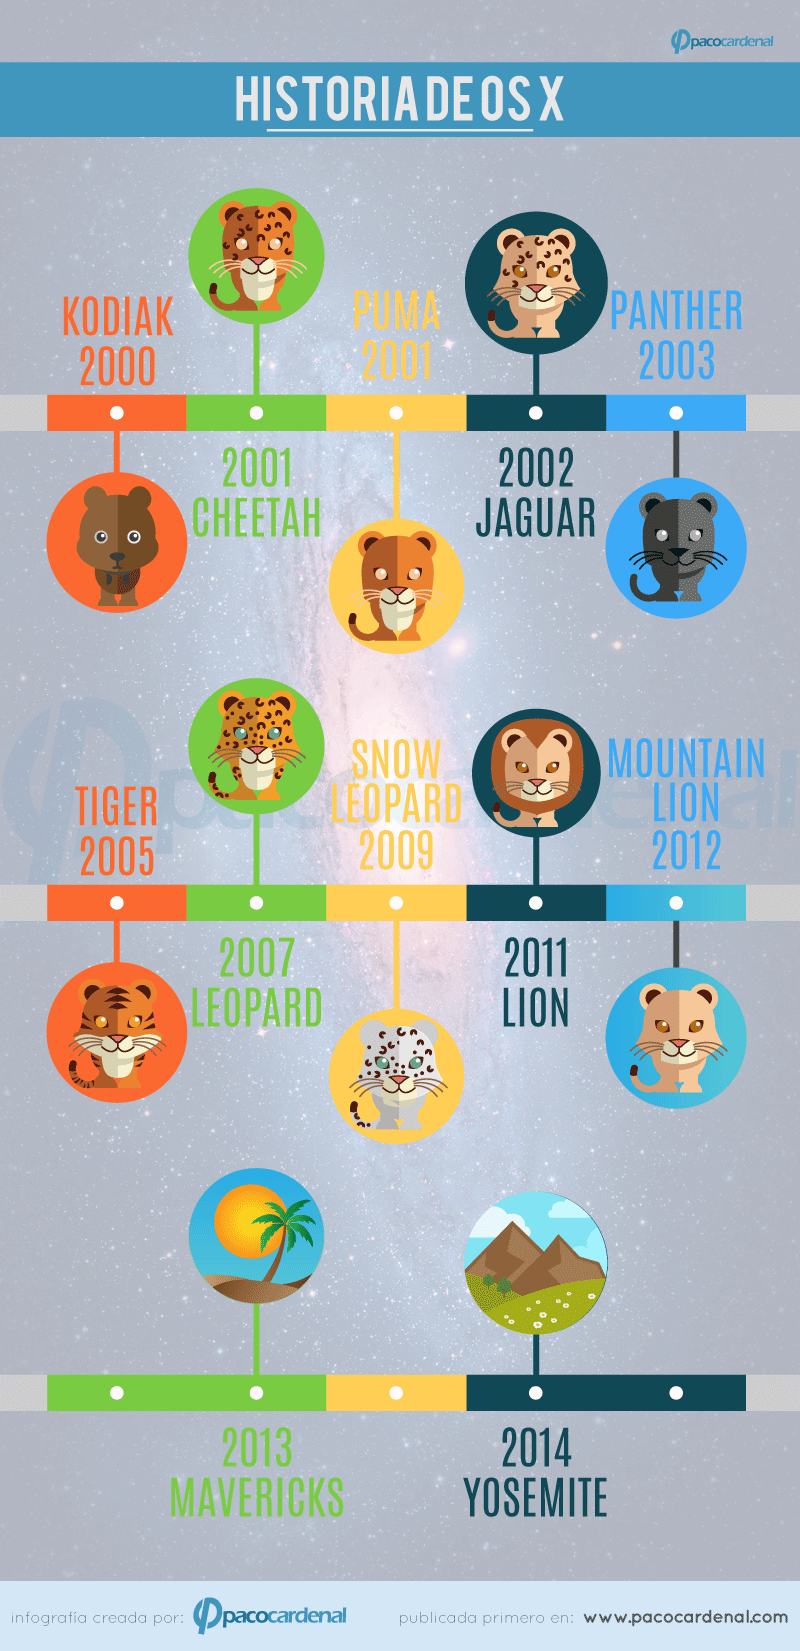 pacocardenal
HISTORIA DE OS X
KODIAK
2000
2001
CHEETAH
PUMA
2001
2002
JAGUAR
PANTHER
2003
pacocardenal
TIGER
2005
2007
LEOPARD
SNOW
LEOPARD
2009
2011
LION
MOUNTAIN
LION
2012
2013
MAVERICKS
2014
YOSEMITE
infografía creada por: pacocardenal
publicada primero en: www.pacocardenal.com